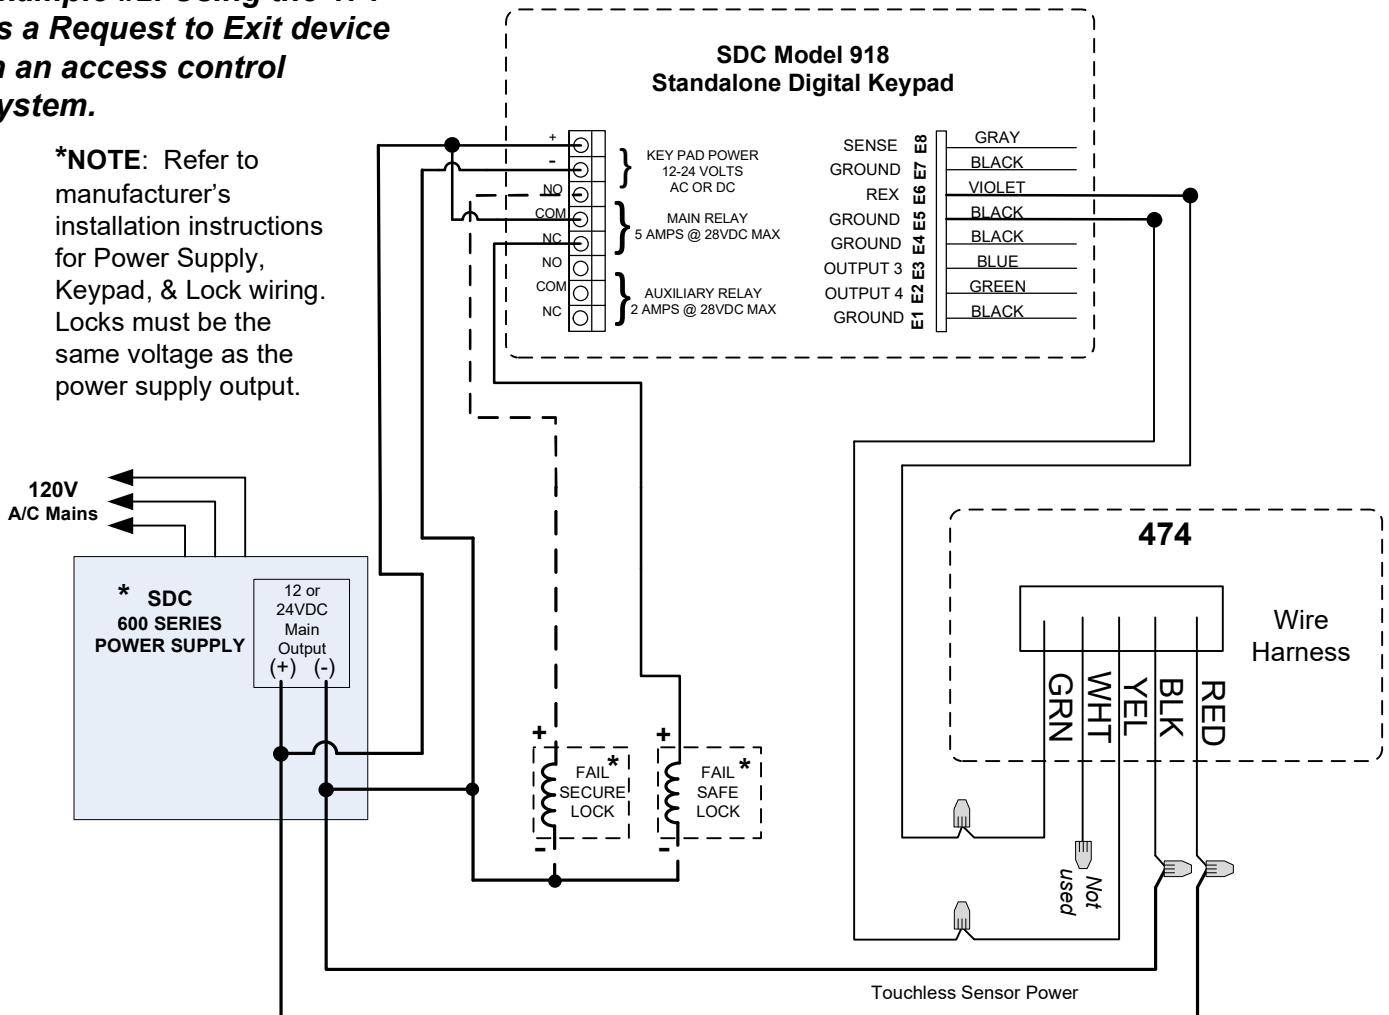 s a Request to Exit device
an access control
ystem.
*NOTE: Refer to
manufacturer's
installation instructions
for Power Supply,
Keypad, & Lock wiring.
Locks must be the
same voltage as the
power supply output.
SDC Model 918
Standalone Digital Keypad
+
-
NO
COM
NC
NO
COM
NC
KEY PAD POWER
12-24 VOLTS
AC OR DC
MAIN RELAY
5 AMPS @ 28VDC MAX
AUXILIARY RELAY
2 AMPS @ 28VDC MAX
SENSE E8 GRAY
GROUND E7 BLACK
REX E6 VIOLET
GROUND E5 BLACK
GROUND E4 BLACK
OUTPUT 3 E3 BLUE
OUTPUT 4 E2 GREEN
GROUND E1 BLACK
120V
A/C Mains
* SDC
600 SERIES
POWER SUPPLY
12 or
24VDC
Main
Output
(+) (-)
+
FAIL *
SECURE
LOCK
-
+
FAIL *
SAFE
LOCK
-
474
Wire
Harness
GRN
WHT
YEL
BLK
RED
Not
used
Touchless Sensor Power